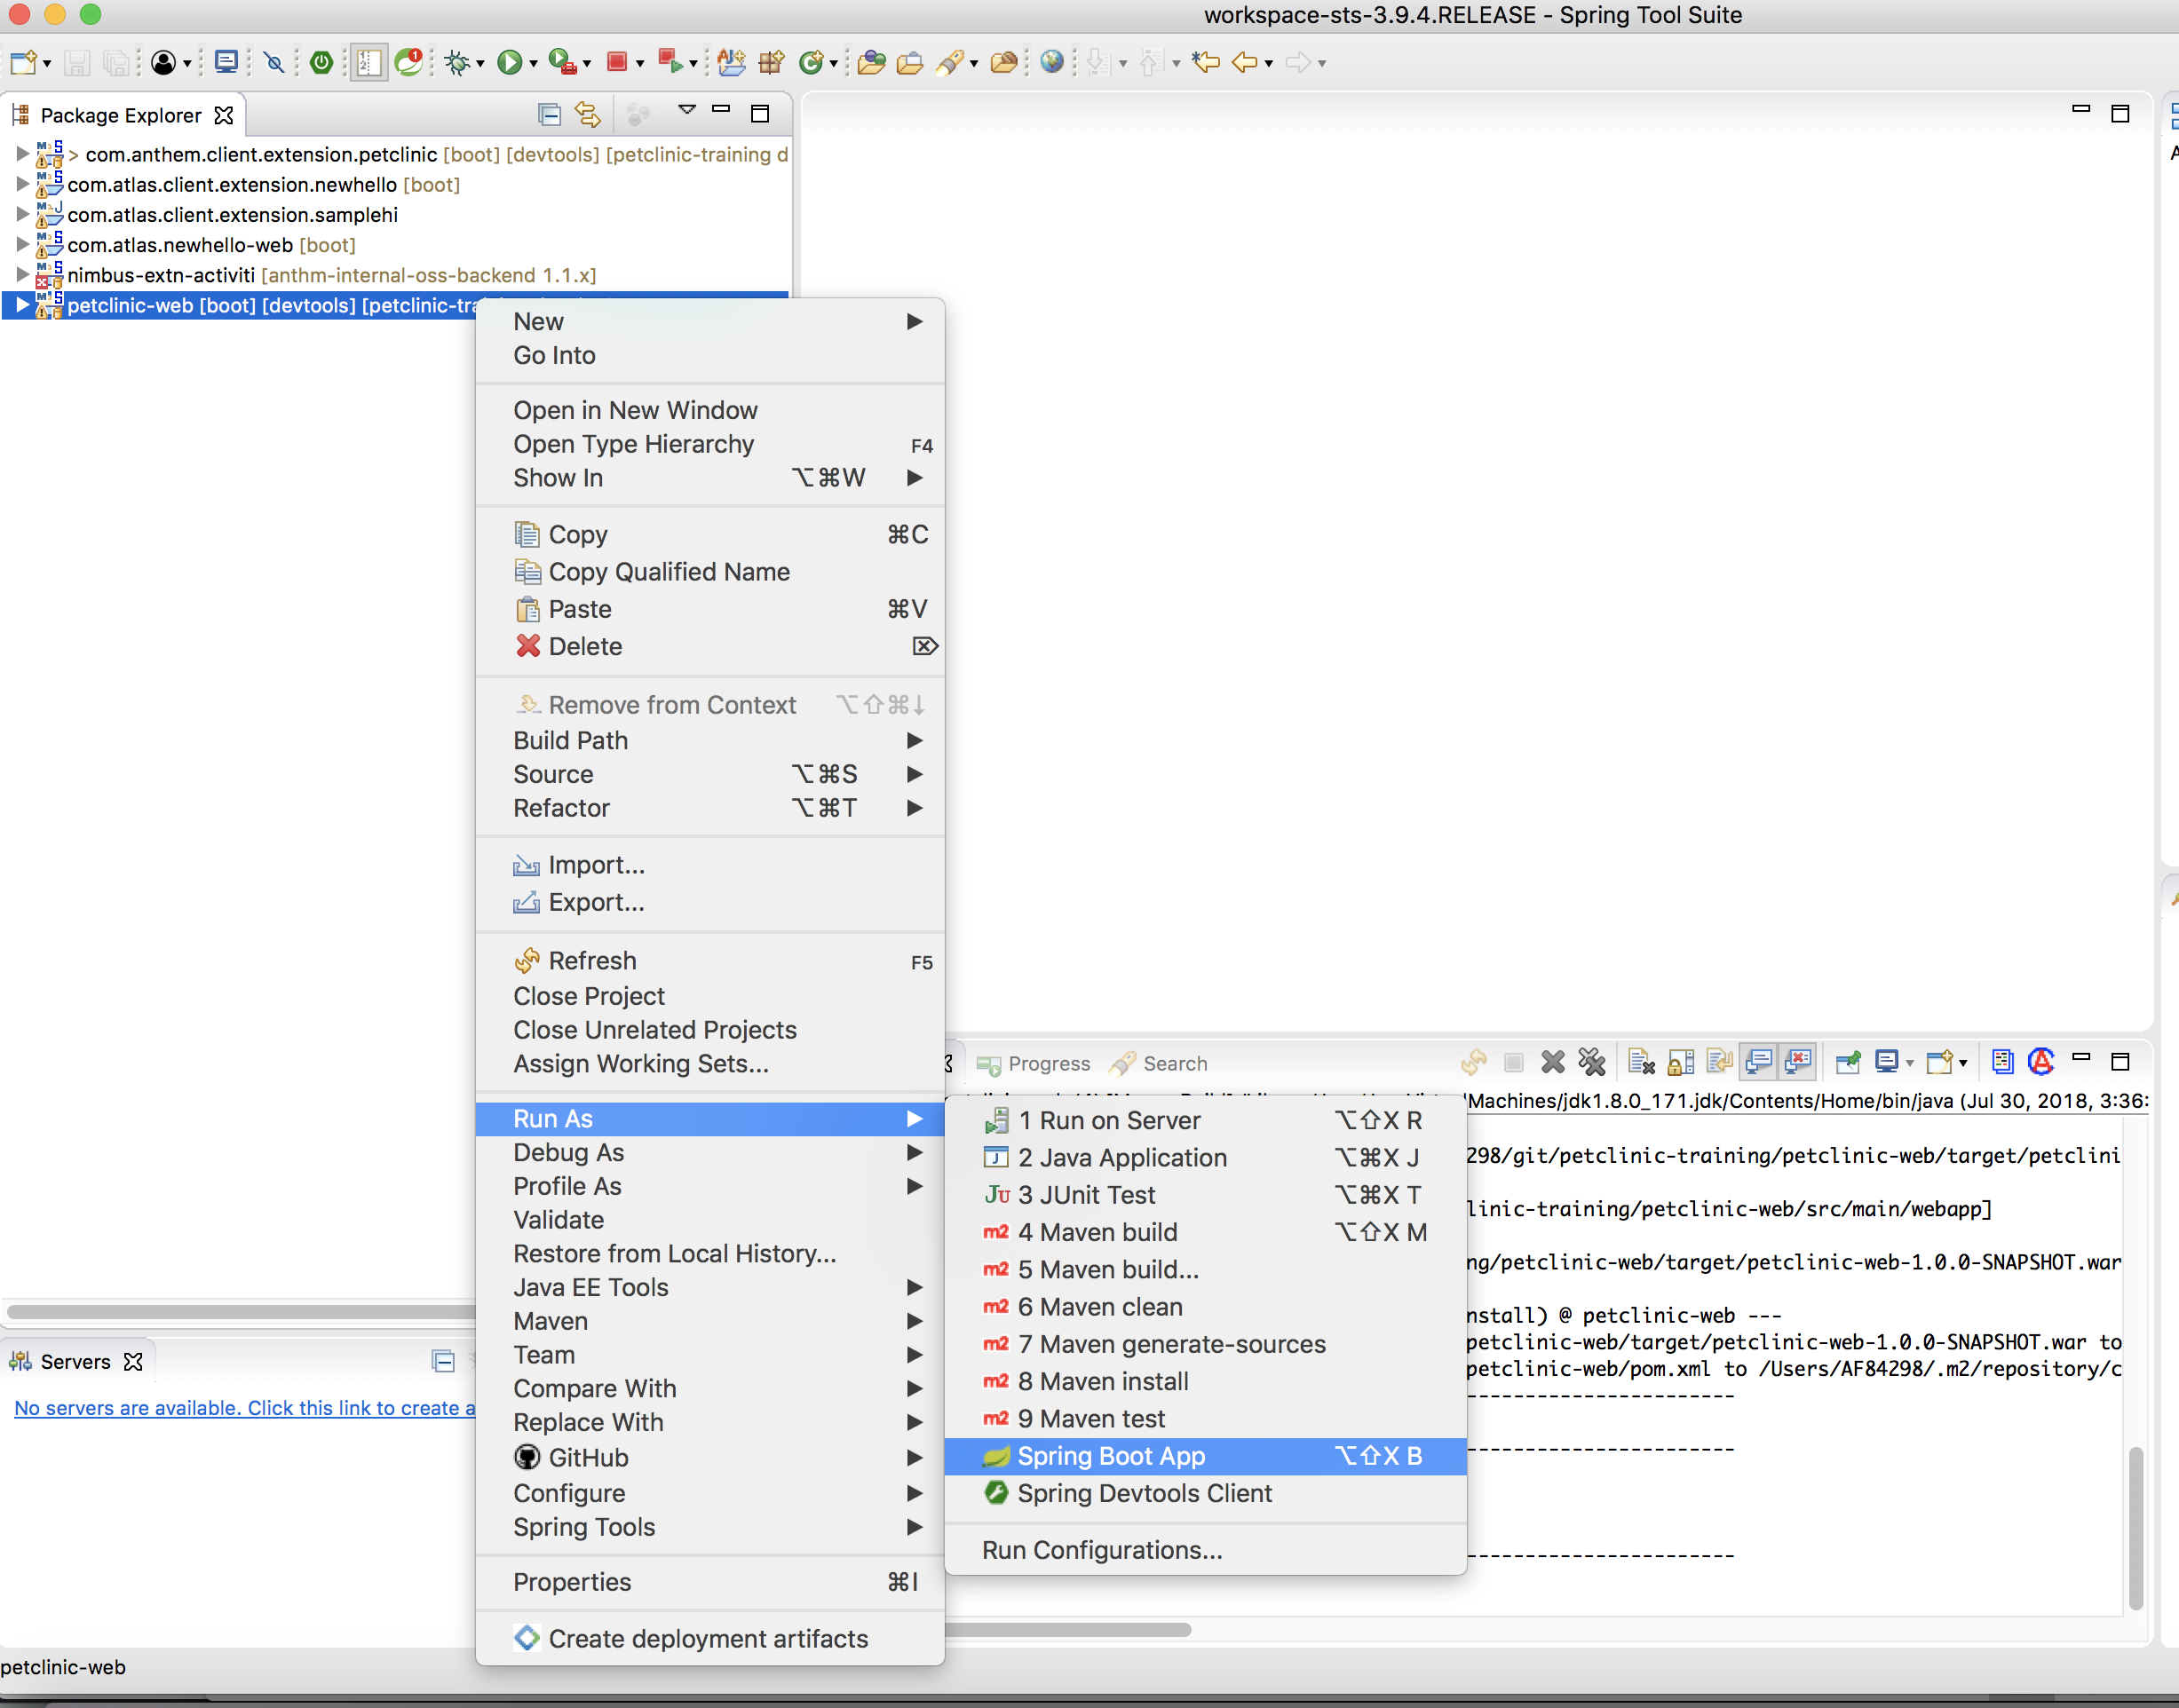 workspace-sts-3.9.4.RELEASE - Spring Tool Suite
Package Explorer
> com.anthem.client.extension.petclinic [boot] [devtools] [petclinic-training d
com.atlas.client.extension.newhello [boot]
com.atlas.client.extension.samplehi
com.atlas.newhello-web [boot]
nimbus-extn-activiti [anthm-internal-oss-backend 1.1.x]
petclinic-web [boot] [devtools] [petclinic-tra
New
Go Into
Open in New Window
Open Type Hierarchy F4
Show In ⌥⌘W
Copy ⌘C
Copy Qualified Name
Paste ⌘V
Delete ⌦
Remove from Context ⌥⇧⌘↓
Build Path
Source ⌥⌘S
Refactor ⌥⌘T
Import...
Export...
Refresh F5
Close Project
Close Unrelated Projects
Assign Working Sets...
Run As
Debug As
Profile As
Validate
Restore from Local History...
Java EE Tools
Maven
Team
Compare With
Replace With
GitHub
Configure
Spring Tools
Properties ⌘I
Create deployment artifacts
Progress
Search
Machines/jdk1.8.0_171.jdk/Contents/Home/bin/java (Jul 30, 2018, 3:36:
1 Run on Server ⌥⇧X R
2 Java Application ⌥⌘X J
3 JUnit Test ⌥⌘X T
4 Maven build ⌥⇧X M
5 Maven build...
6 Maven clean
7 Maven generate-sources
8 Maven install
9 Maven test
Spring Boot App ⌥⇧X B
Spring Devtools Client
Run Configurations...
298/git/petclinic-training/petclinic-web/target/petclini
linic-training/petclinic-web/src/main/webapp]
ng/petclinic-web/target/petclinic-web-1.0.0-SNAPSHOT.war
nstall) @ petclinic-web ---
petclinic-web/target/petclinic-web-1.0.0-SNAPSHOT.war to
petclinic-web/pom.xml to /Users/AF84298/.m2/repository/c
-----------------------
-----------------------
-----------------------
Servers
No servers are available. Click this link to create a
petclinic-web